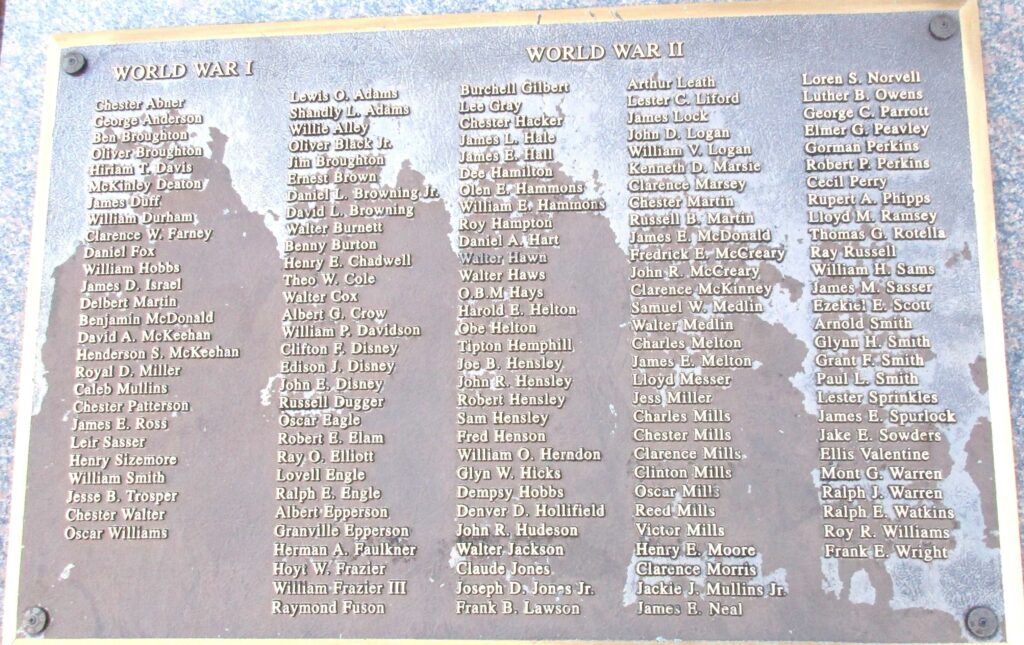 WORLD WAR I
Chester Abner
George Anderson
Ben Broughton
Oliver Broughton
Hiriam T. Davis
McKinley Deaton
James Duff
William Durham
Clarence W. Farney
Daniel Fox
William Hobbs
James D. Israel
Delbert Martin
Benjamin McDonald
David A. McKeehan
Henderson S. McKeehan
Royal D. Miller
Caleb Mullins
Chester Patterson
James E. Ross
Leir Sasser
Henry Sizemore
William Smith
Jesse B. Trosper
Chester Walter
Oscar Williams
WORLD WAR II
Lewis O. Adams
Shandly L. Adams
Willie Alley
Oliver Black Jr.
Jim Broughton
Ernest Brown
Daniel L. Browning Jr.
David L. Browning
Walter Burnett
Benny Burton
Henry E. Chadwell
Theo W. Cole
Walter Cox
Albert G. Crow
William P. Davidson
Clifton F. Disney
Edison J. Disney
John E. Disney
Russell Dugger
Oscar Eagle
Robert E. Elam
Ray O. Elliott
Lovell Engle
Ralph E. Engle
Albert Epperson
Granville Epperson
Herman A. Faulkner
Hoyt W. Frazier
William Frazier III
Raymond Fuson
Burchell Gilbert
Lee Gray
Chester Hacker
James L. Hale
James E. Hall
Dee Hamilton
Olen E. Hammons
William E. Hammons
Roy Hampton
Daniel A. Hart
Walter Hawn
Walter Haws
O.B.M Hays
Harold E. Helton
Obe Helton
Tipton Hemphill
Joe B. Hensley
John R. Hensley
Robert Hensley
Sam Hensley
Fred Henson
William O. Herndon
Glyn W. Hicks
Dempsy Hobbs
Denver D. Hollifield
John R. Hudeson
Walter Jackson
Claude Jones
Joseph D. Jones Jr.
Frank B. Lawson
Arthur Leath
Lester C. Liford
James Lock
John D. Logan
William V. Logan
Kenneth D. Marsie
Clarence Marsey
Chester Martin
Russell B. Martin
James E. McDonald
Fredrick E. McCreary
John R. McCreary
Clarence McKinney
Samuel W. Medlin
Walter Medlin
Charles Melton
James E. Melton
Lloyd Messer
Jess Miller
Charles Mills
Chester Mills
Clarence Mills
Clinton Mills
Oscar Mills
Reed Mills
Victor Mills
Henry E. Moore
Clarence Morris
Jackie J. Mullins Jr.
James E. Neal
Loren S. Norvell
Luther B. Owens
George C. Parrott
Elmer G. Peavley
Gorman Perkins
Robert P. Perkins
Cecil Perry
Rupert A. Phipps
Lloyd M. Ramsey
Thomas G. Rotella
Ray Russell
William H. Sams
James M. Sasser
Ezekiel E. Scott
Arnold Smith
Glynn H. Smith
Grant F. Smith
Paul L. Smith
Lester Sprinkles
James E. Spurlock
Jake E. Sowders
Ellis Valentine
Mont G. Warren
Ralph J. Warren
Ralph E. Watkins
Roy R. Williams
Frank E. Wright